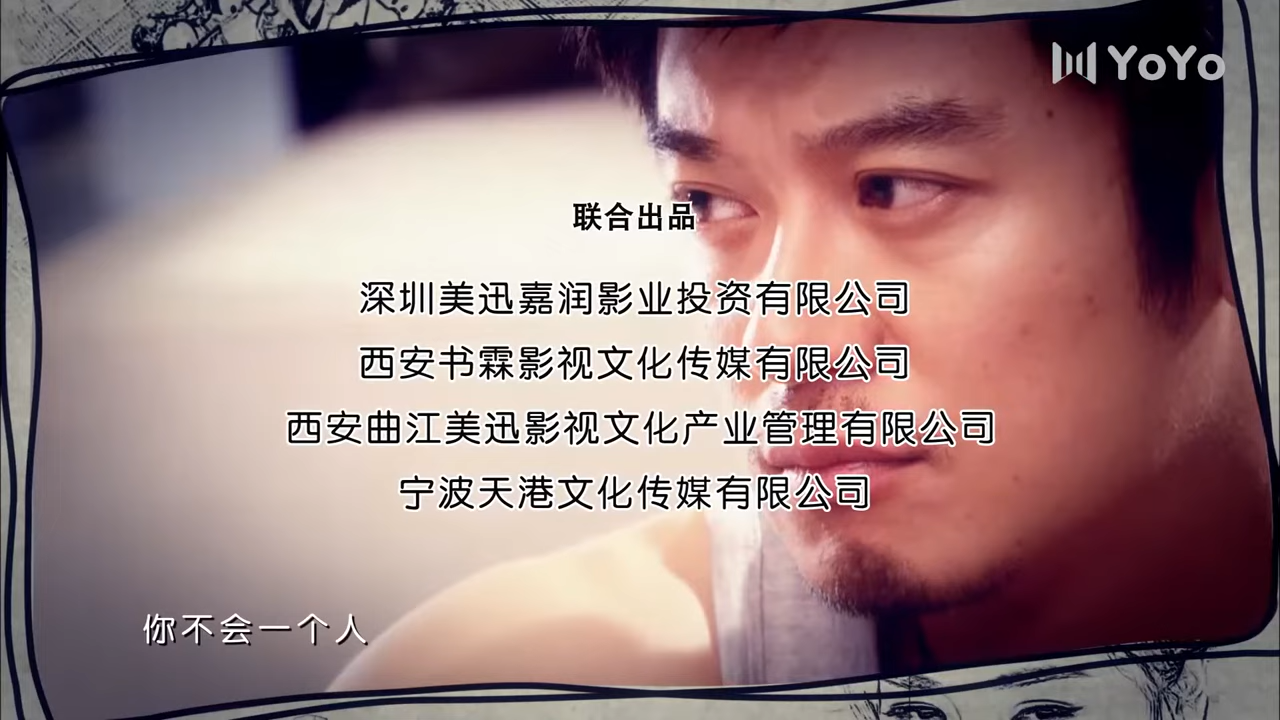 YoYo
联合出品
深圳美迅嘉润影业投资有限公司
西安书霖影视文化传媒有限公司
西安曲江美迅影视文化产业管理有限公司
宁波天港文化传媒有限公司
你不会一个人